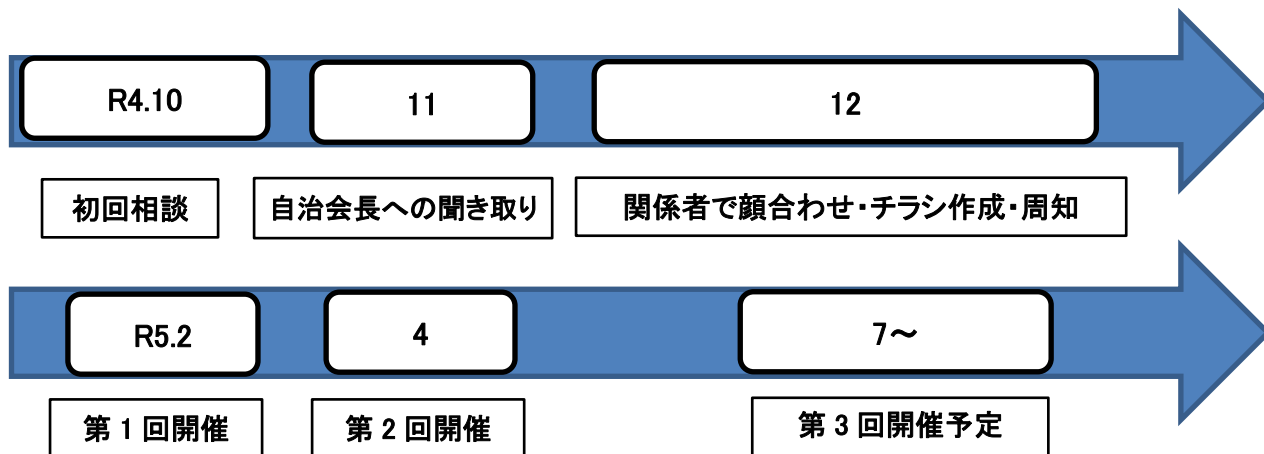 R4.10
11
12
初回相談
自治会長への聞き取り
関係者で顔合わせ・チラシ作成・周知
R5.2
4
7～
第1回開催
第2回開催
第3回開催予定